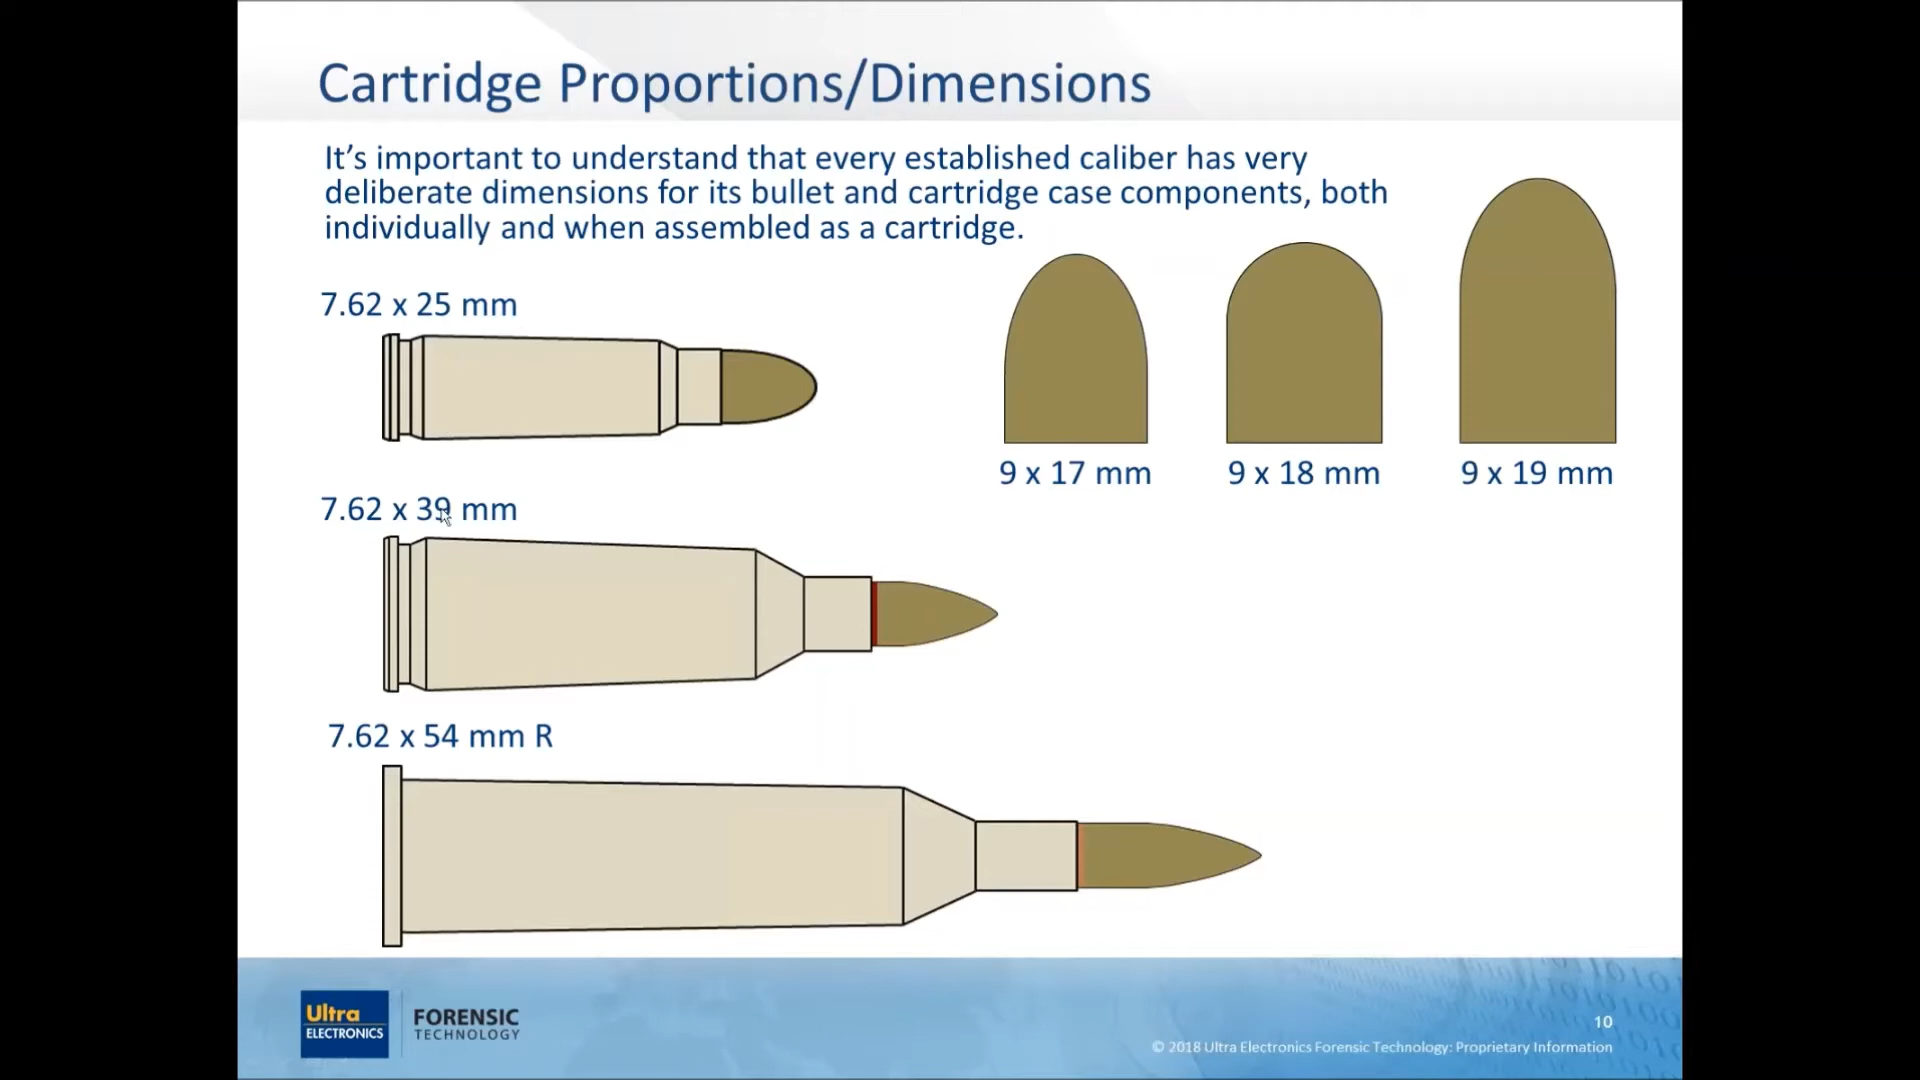 Cartridge Proportions/Dimensions
It’s important to understand that every established caliber has very
deliberate dimensions for its bullet and cartridge case components, both
individually and when assembled as a cartridge.
7.62 x 25 mm
9 x 17 mm
9 x 18 mm
9 x 19 mm
7.62 x 39 mm
7.62 x 54 mm R
Ultra
ELECTRONICS
FORENSIC
TECHNOLOGY
10
© 2018 Ultra Electronics Forensic Technology: Proprietary Information